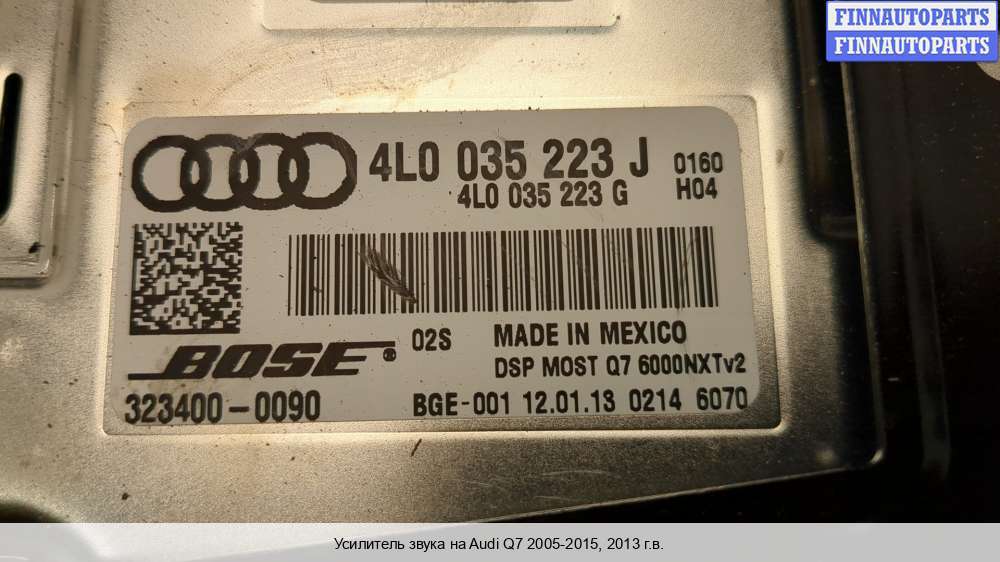 FINNAUTOPARTS
FINNAUTOPARTS
4L0 035 223 J 0160
4L0 035 223 G H04
02S MADE IN MEXICO
BOSE DSP MOST Q7 6000NXTv2
323400-0090 BGE-001 12.01.13 0214 6070
Усилитель звука на Audi Q7 2005-2015, 2013 г.в.